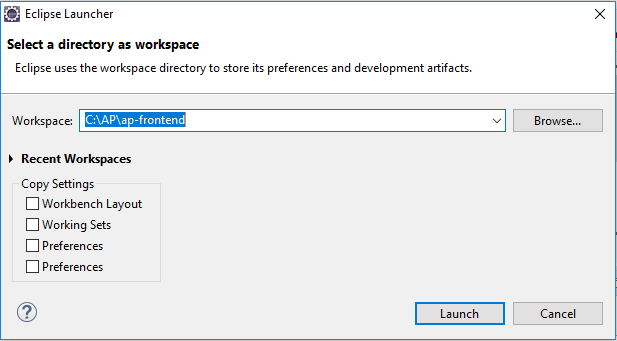 Eclipse Launcher
Select a directory as workspace
Eclipse uses the workspace directory to store its preferences and development artifacts.
Workspace: C:\AP\ap-frontend Browse...
Recent Workspaces
Copy Settings
Workbench Layout
Working Sets
Preferences
Preferences
? Launch Cancel